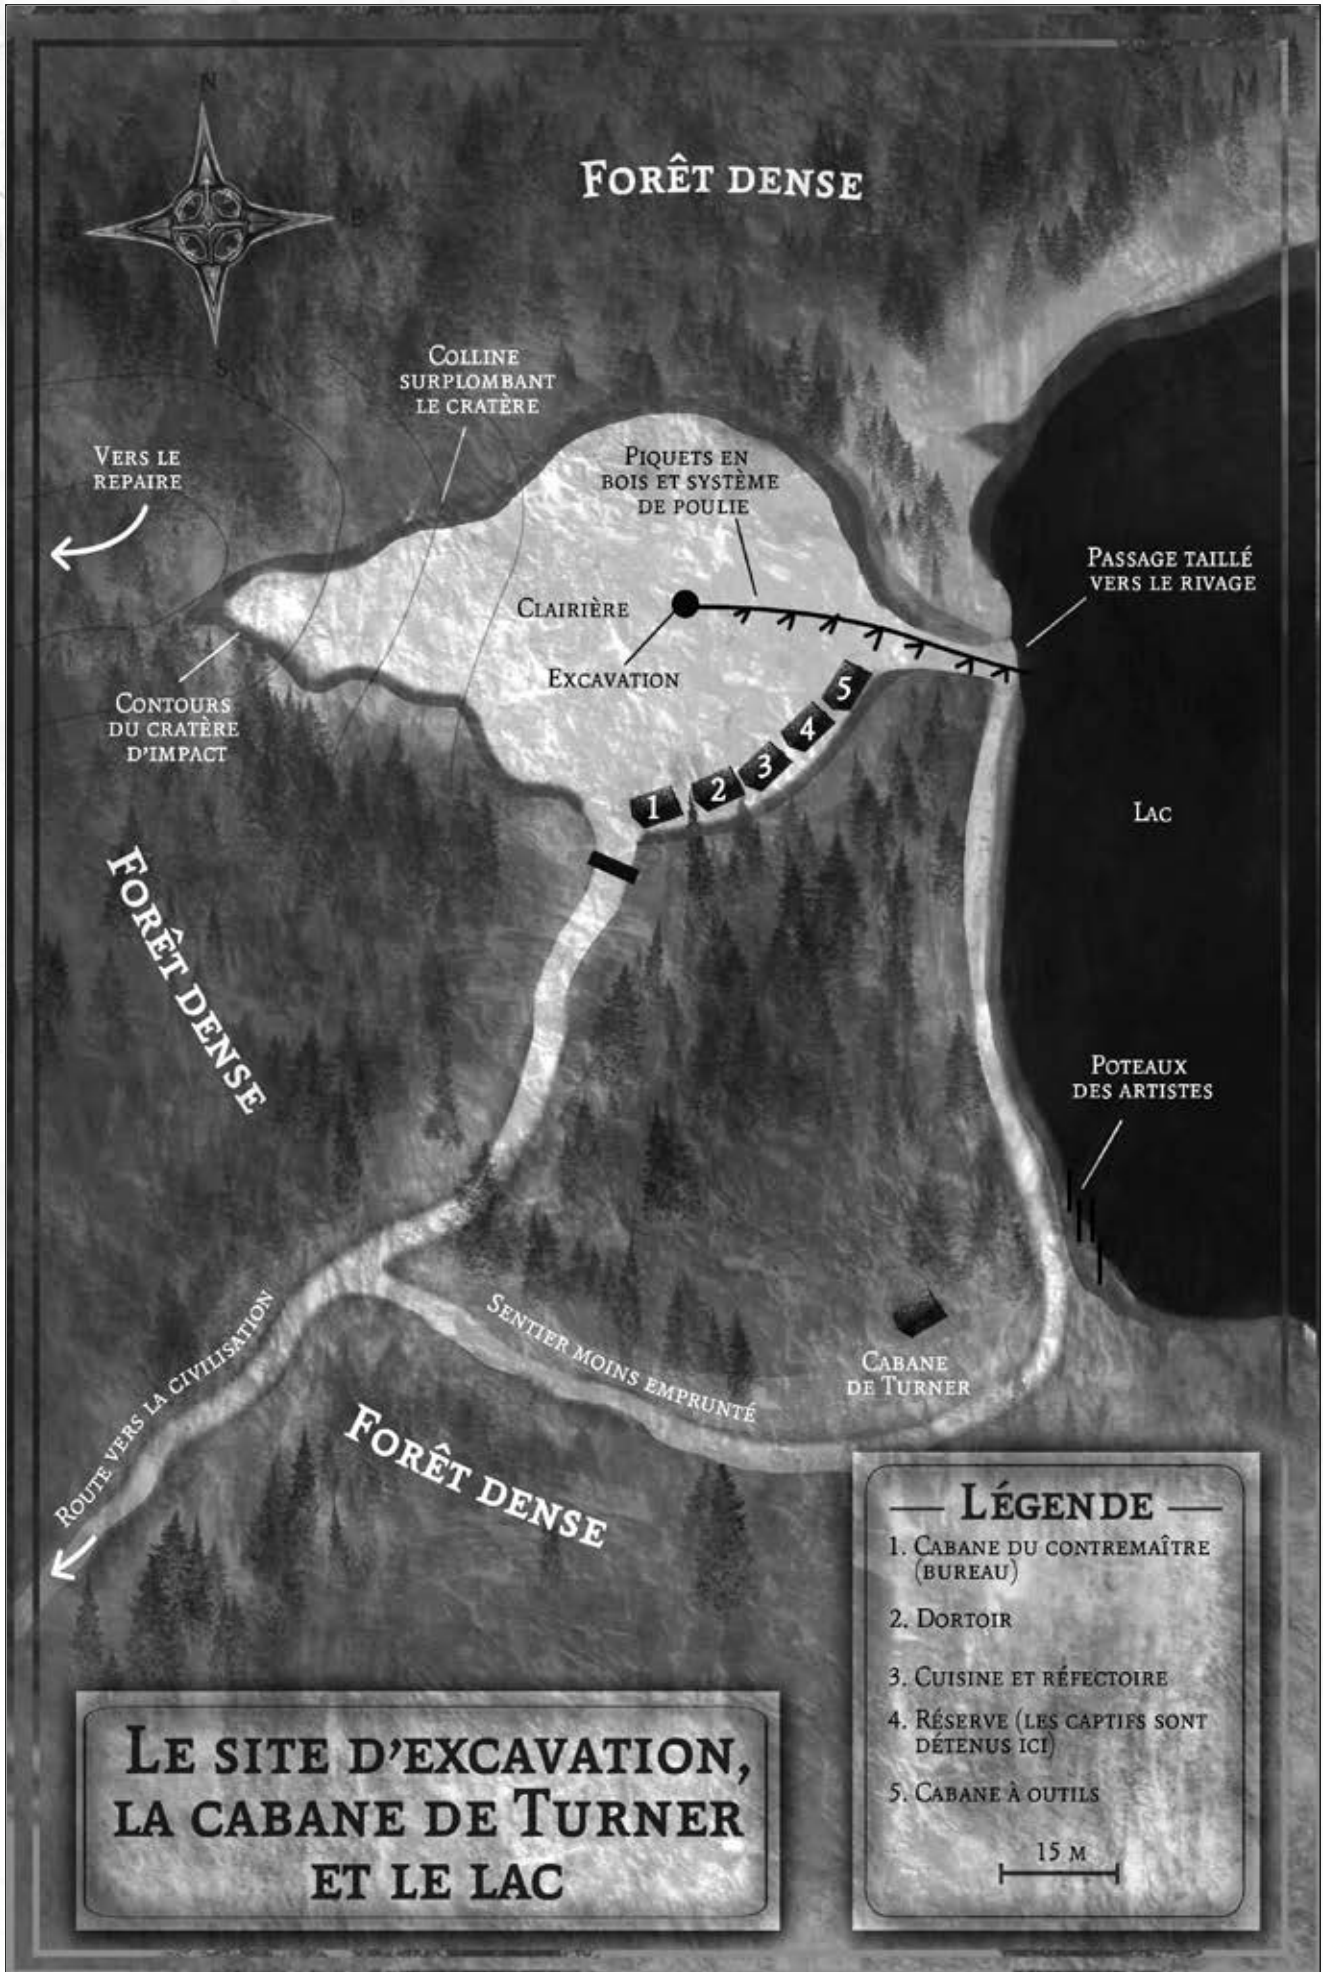 N
Forêt dense
E
S
Colline
surplombant
le cratère
Vers le
repaire
Piquets en
bois et système
de poulie
Passage taillé
vers le rivage
Clairière
Excavation
Contours
du cratère
d'impact
5
4
3
2
1
Lac
Forêt dense
Poteaux
des artistes
Sentier moins emprunté
Cabane
de Turner
Route vers la civilisation
Forêt dense
Légende
1. Cabane du contremaître
(bureau)
2. Dortoir
3. Cuisine et réfectoire
4. Réserve (les captifs sont
détenus ici)
5. Cabane à outils
15 m
Le site d'excavation,
la cabane de Turner
et le lac